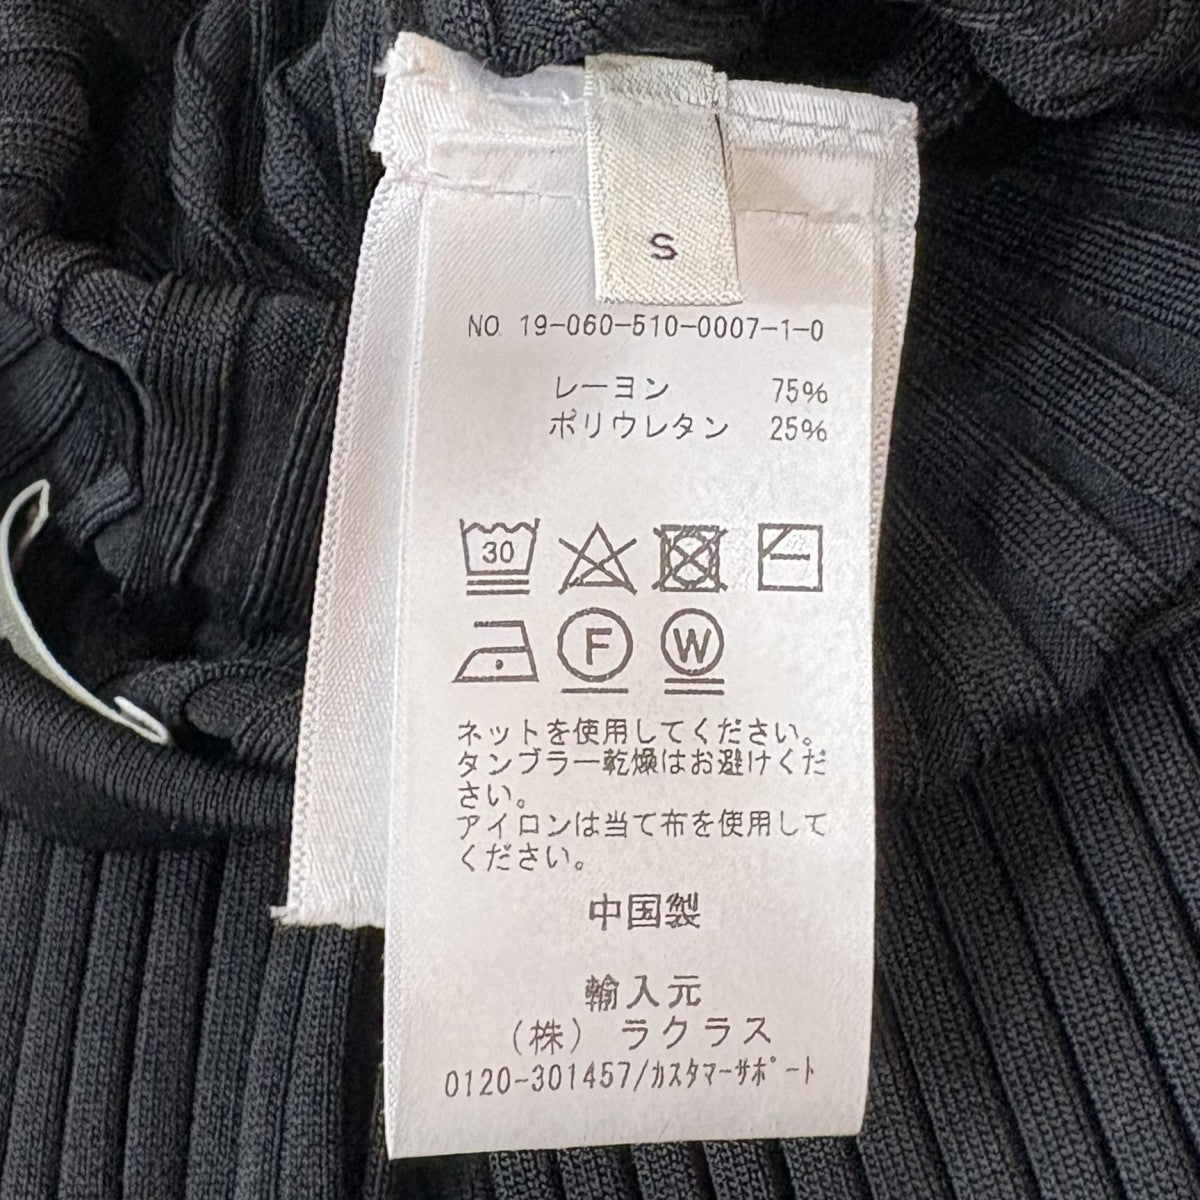 S
NO. 19-060-510-0007-1-0
レーヨン 75%
ポリウレタン 25%
30
F
W
ネットを使用してください。
タンブラー乾燥はお避けくだ
さい。
アイロンは当て布を使用して
ください。
中国製
輸入元
（株）ラクラス
0120-301457/ｶｽﾀﾏｰｻﾎﾟｰﾄ